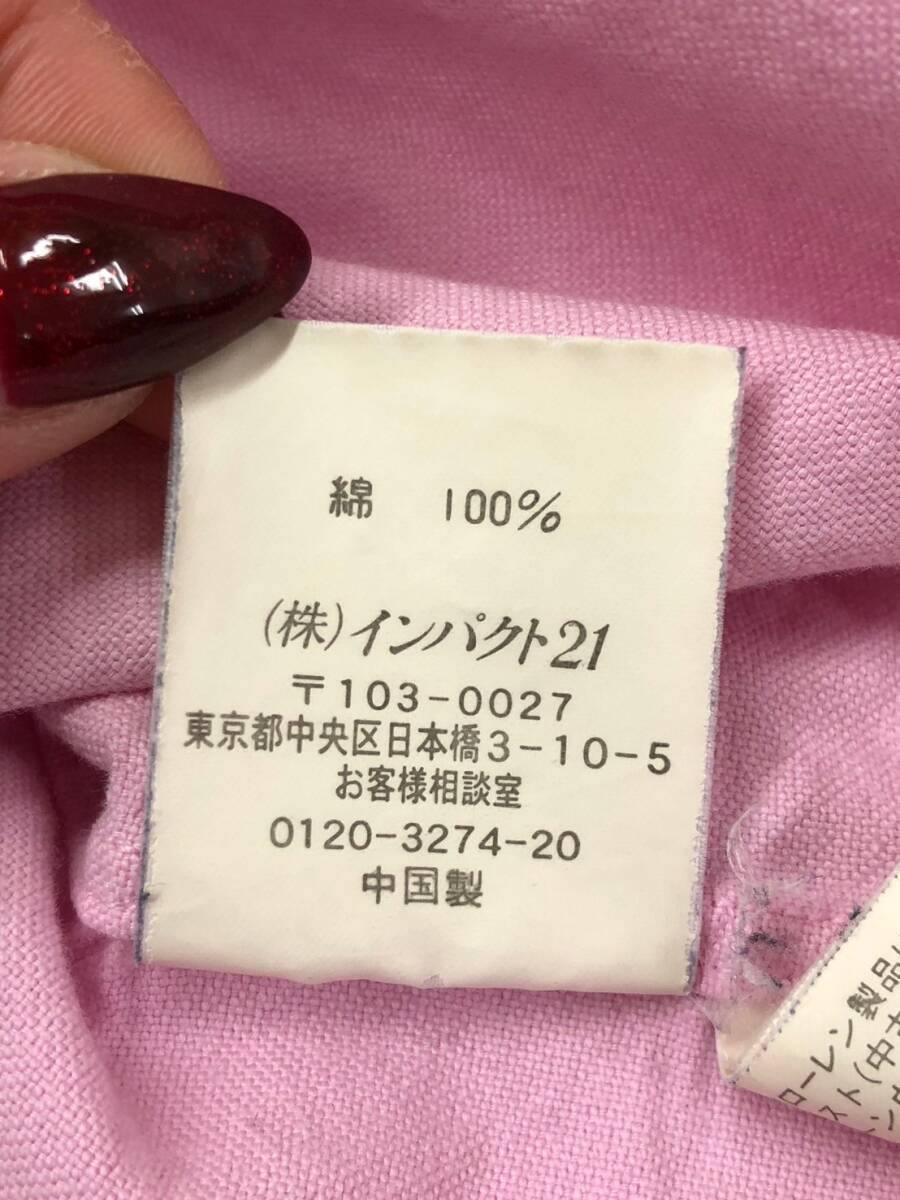 綿 100%
(株)インパクト21
〒103-0027
東京都中央区日本橋3-10-5
お客様相談室
0120-3274-20
中国製